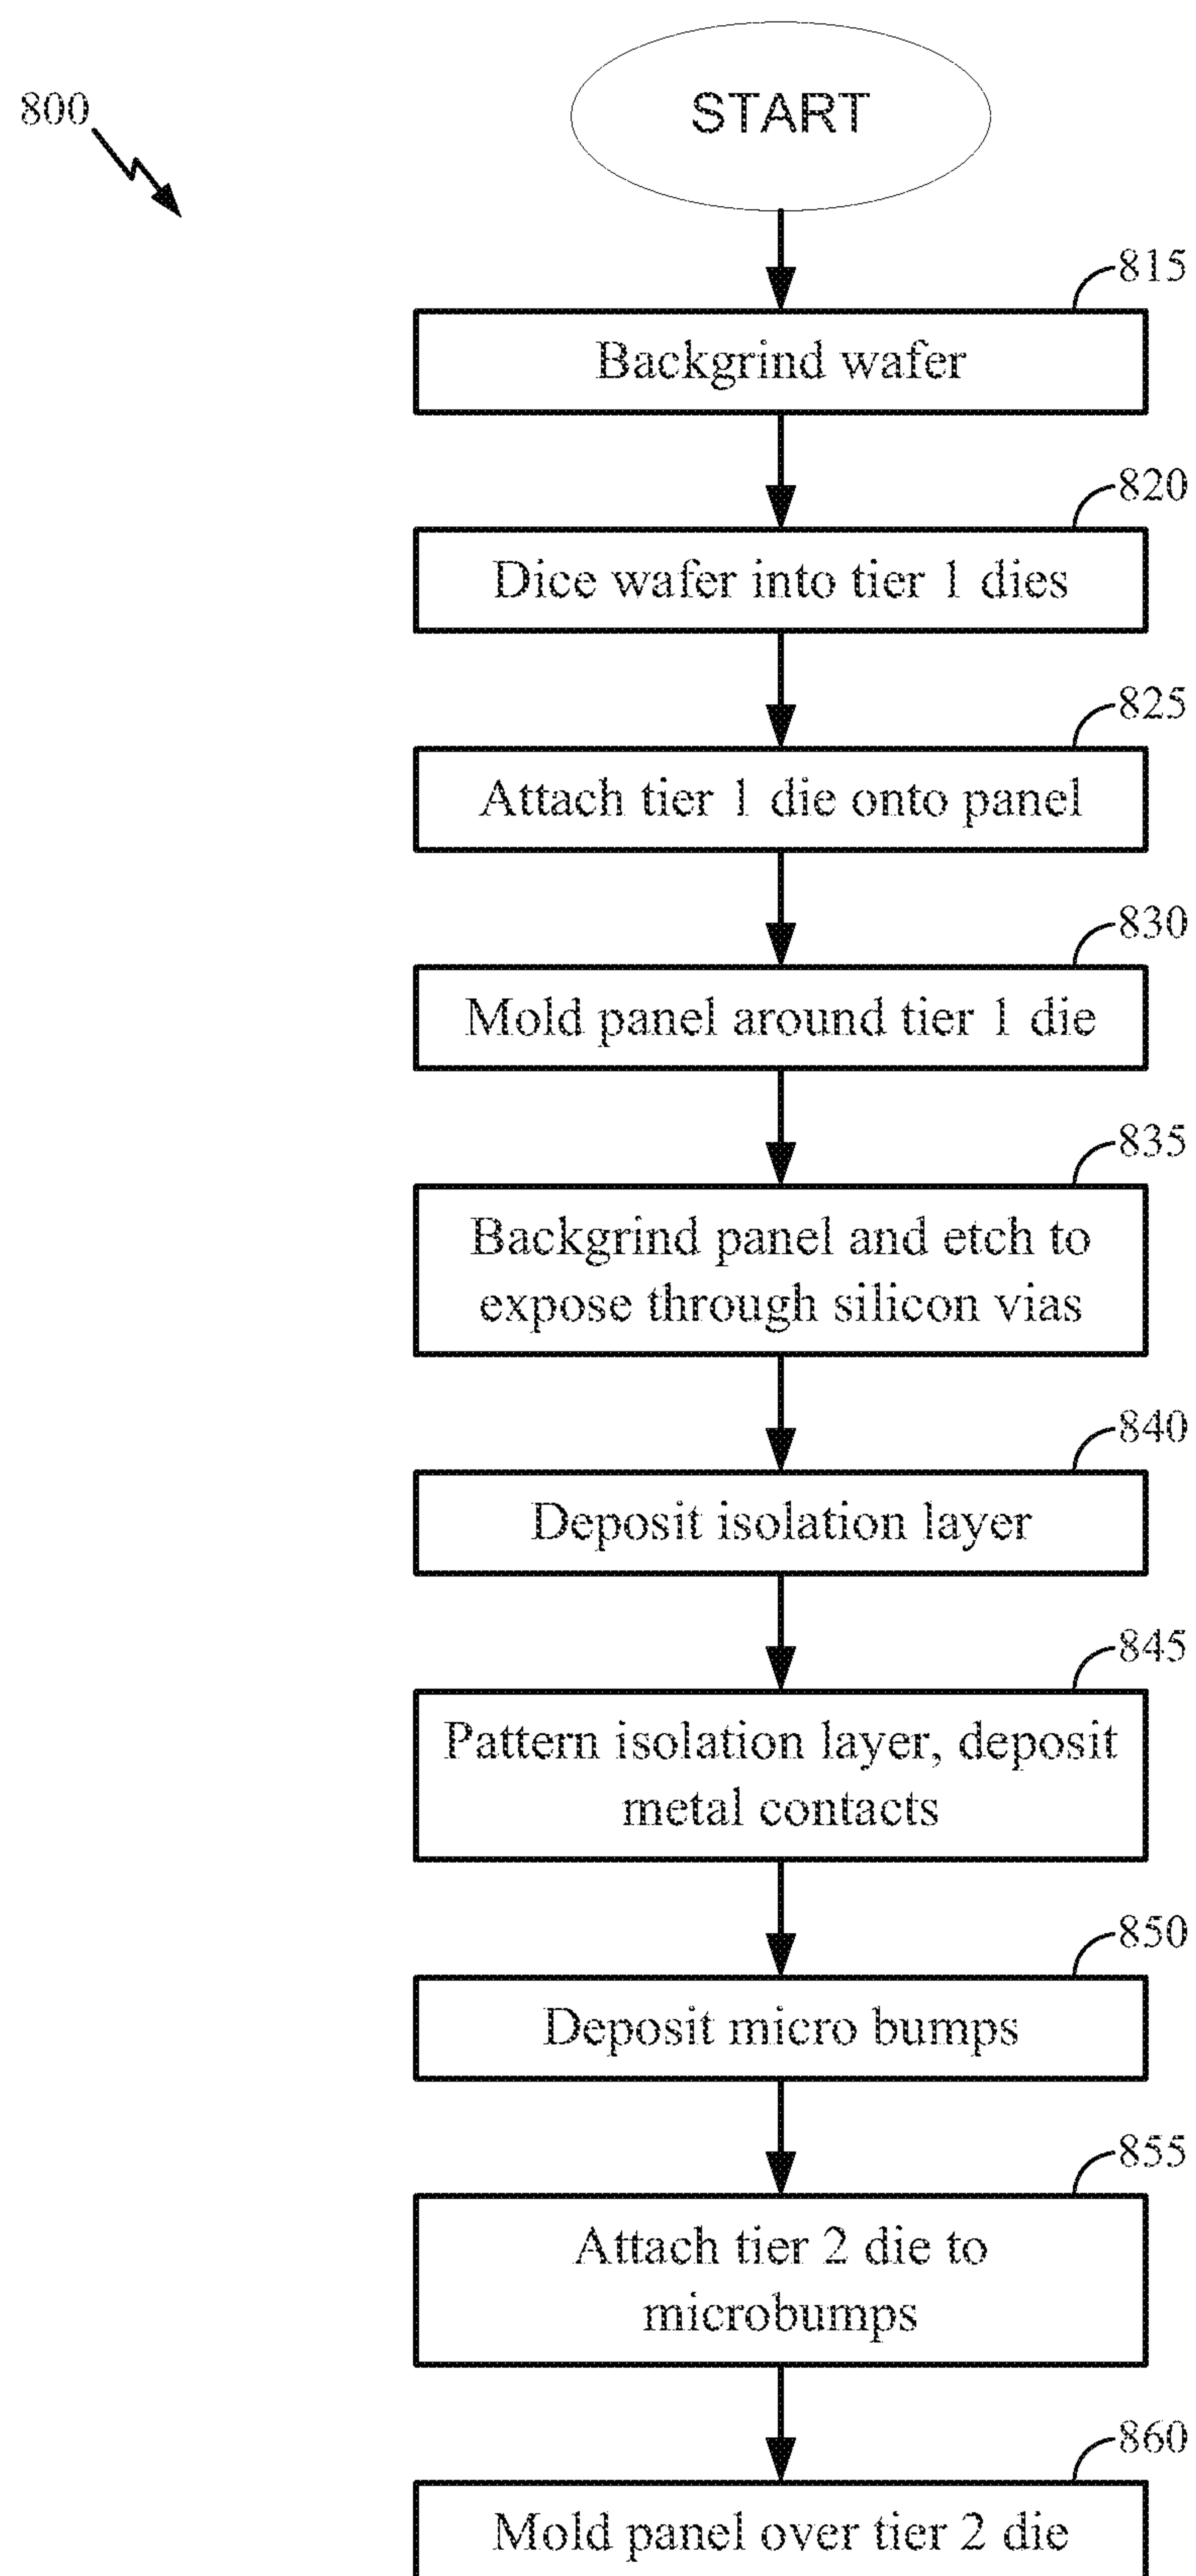 800
START
815
Backgrind wafer
820
Dice wafer into tier 1 dies
825
Attach tier 1 die onto panel
830
Mold panel around tier 1 die
835
Backgrind panel and etch to
expose through silicon vias
840
Deposit isolation layer
845
Pattern isolation layer, deposit
metal contacts
850
Deposit micro bumps
855
Attach tier 2 die to
microbumps
860
Mold panel over tier 2 die